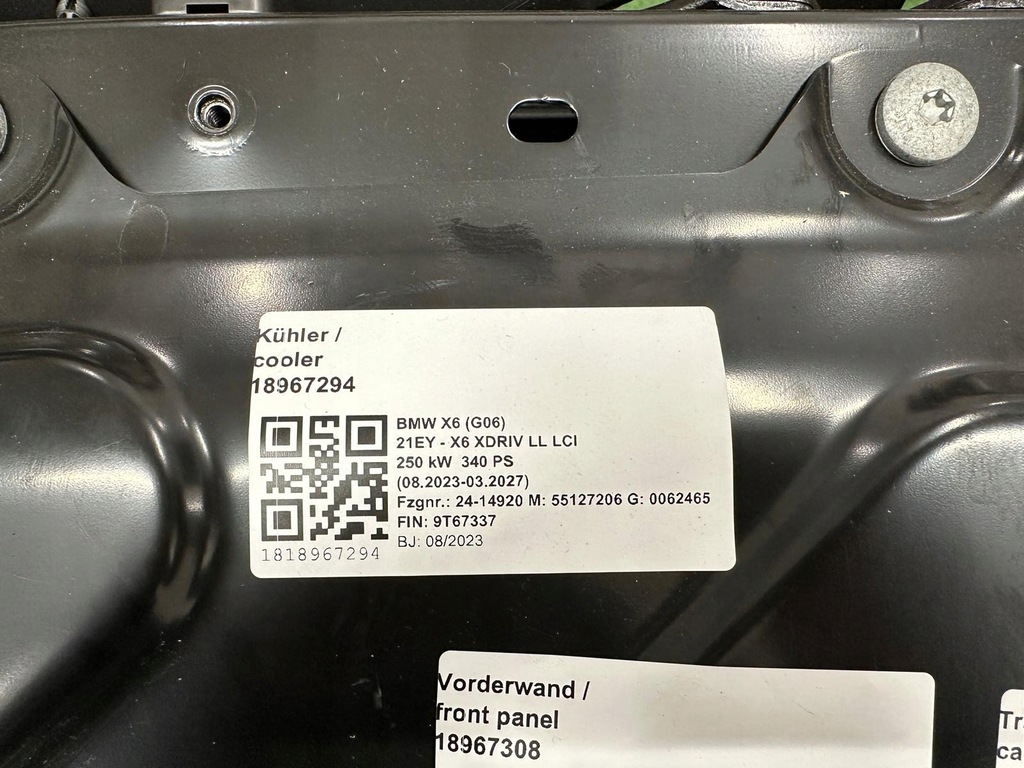 Kühler /
cooler
18967294
BMW X6 (G06)
21EY - X6 XDRIV LL LCI
250 kW 340 PS
(08.2023-03.2027)
Fzgnr.: 24-14920 M: 55127206 G: 0062465
FIN: 9T67337
BJ: 08/2023
1818967294
Vorderwand /
front panel
18967308